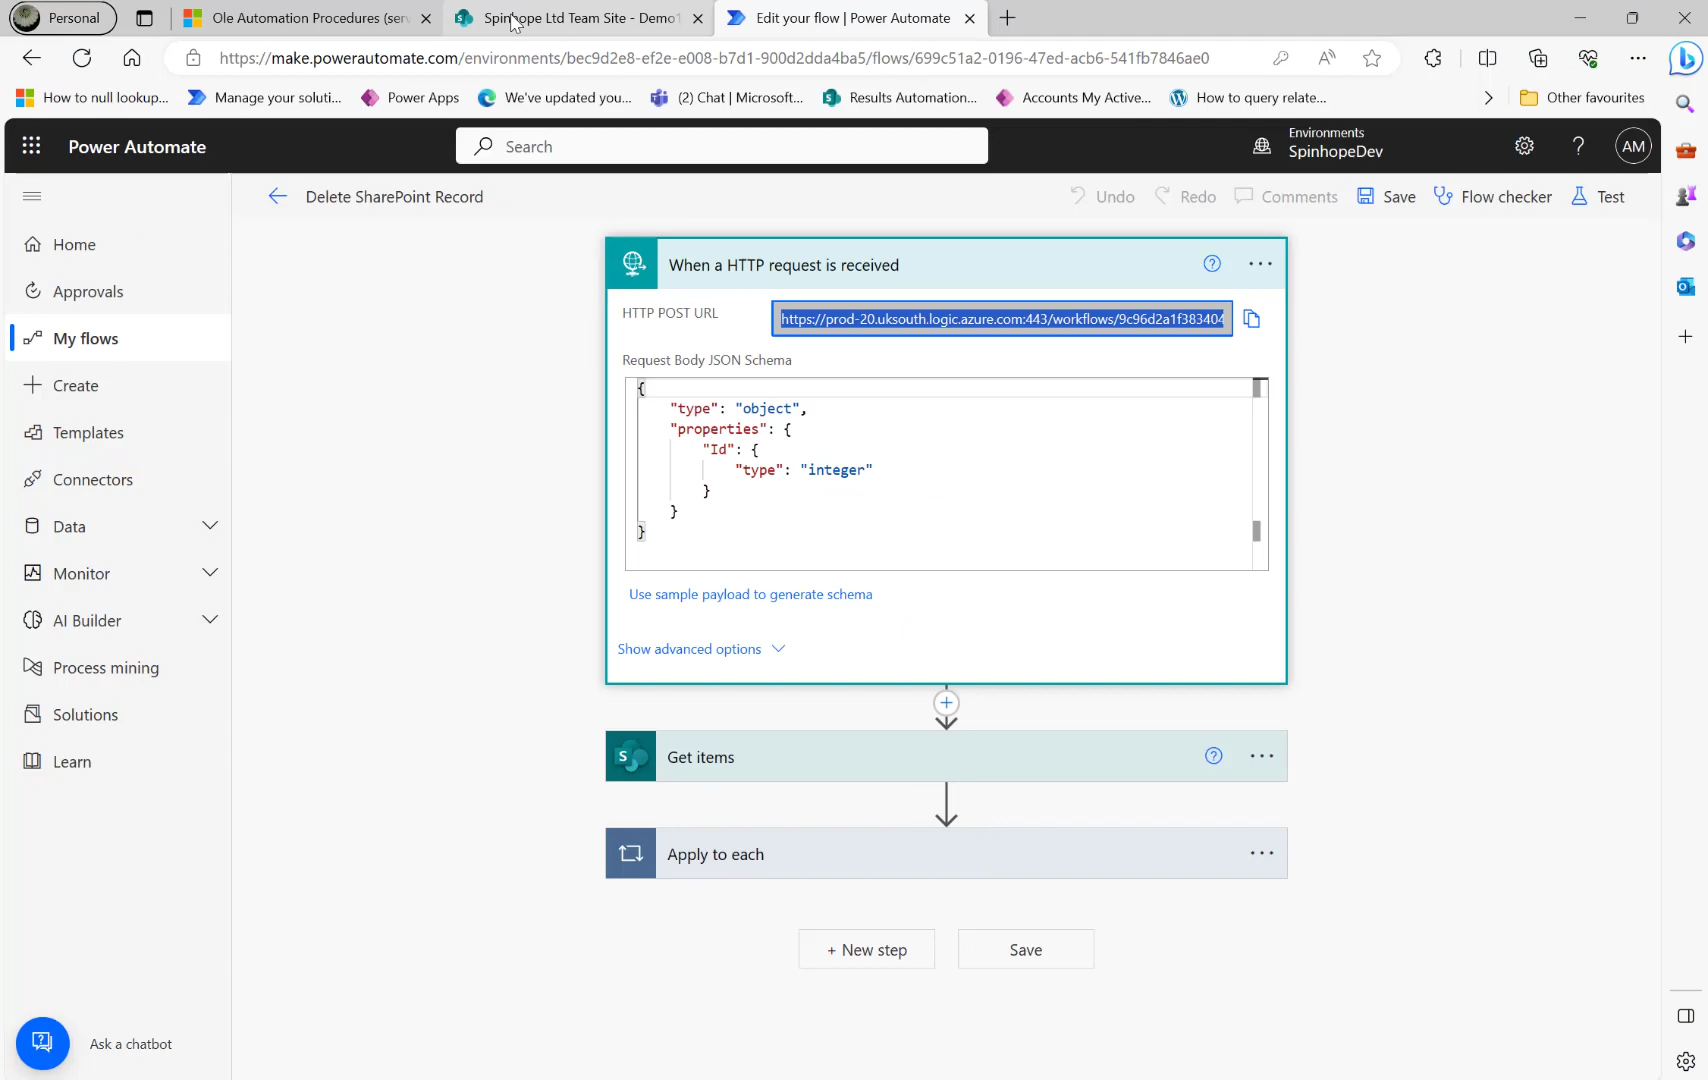 Personal
Ole Automation Procedures (serv
Spinhope Ltd Team Site - Demo1
Edit your flow | Power Automate
https://make.powerautomate.com/environments/bec9d2e8-ef2e-e008-b7d1-900d2dda4ba5/flows/699c51a2-0196-47ed-acb6-541fb7846ae0
How to null lookup...
Manage your soluti...
Power Apps
We've updated you...
(2) Chat | Microsoft...
Results Automation...
Accounts My Active...
How to query relate...
Other favourites
Power Automate
Search
Environments
SpinhopeDev
AM
Delete SharePoint Record
Undo
Redo
Comments
Save
Flow checker
Test
Home
Approvals
My flows
Create
Templates
Connectors
Data
Monitor
AI Builder
Process mining
Solutions
Learn
Ask a chatbot
When a HTTP request is received
HTTP POST URL
https://prod-20.uksouth.logic.azure.com:443/workflows/9c96d2a1f383404
Request Body JSON Schema
{
"type": "object",
"properties": {
"Id": {
"type": "integer"
}
}
}
Use sample payload to generate schema
Show advanced options
Get items
Apply to each
+ New step
Save